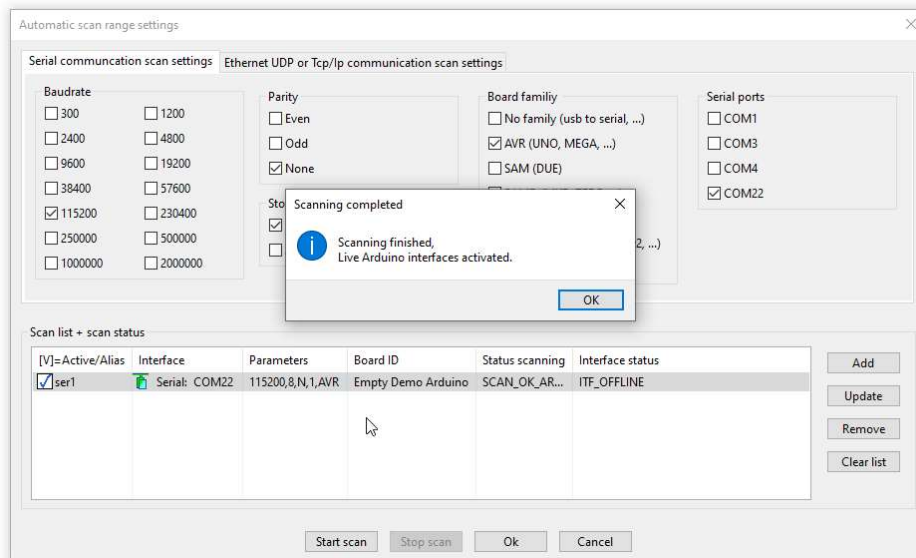 Automatic scan range settings
Serial communcation scan settings
Ethernet UDP or Tcp/Ip communication scan settings
Baudrate
300
1200
2400
4800
9600
19200
38400
57600
115200
230400
250000
500000
1000000
2000000
Parity
Even
Odd
None
Sto
Board familiy
No family (usb to serial, ...)
AVR (UNO, MEGA, ...)
SAM (DUE)
2, ...)
Serial ports
COM1
COM3
COM4
COM22
Scanning completed
Scanning finished,
Live Arduino interfaces activated.
OK
Scan list + scan status
[V]=Active/Alias Interface Parameters Board ID Status scanning Interface status
ser1 Serial: COM22 115200,8,N,1,AVR Empty Demo Arduino SCAN_OK_AR... ITF_OFFLINE
Add
Update
Remove
Clear list
Start scan
Stop scan
Ok
Cancel